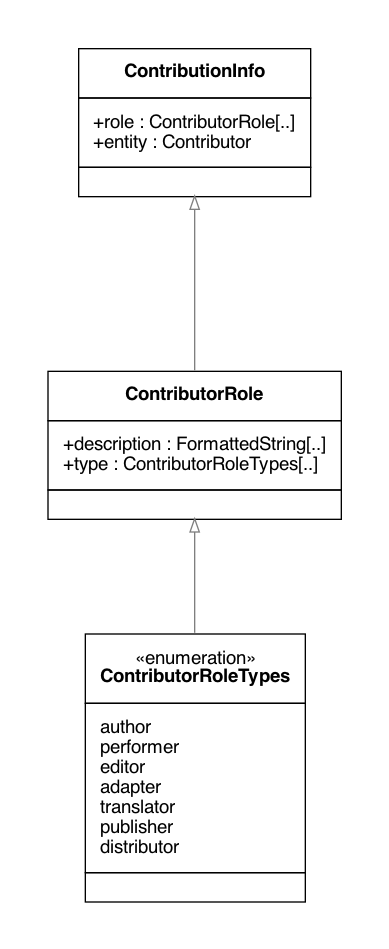 ContributionInfo
+role : ContributorRole[..]
+entity : Contributor
ContributorRole
+description : FormattedString[..]
+type : ContributorRoleTypes[..]
«enumeration»
ContributorRoleTypes
author
performer
editor
adapter
translator
publisher
distributor